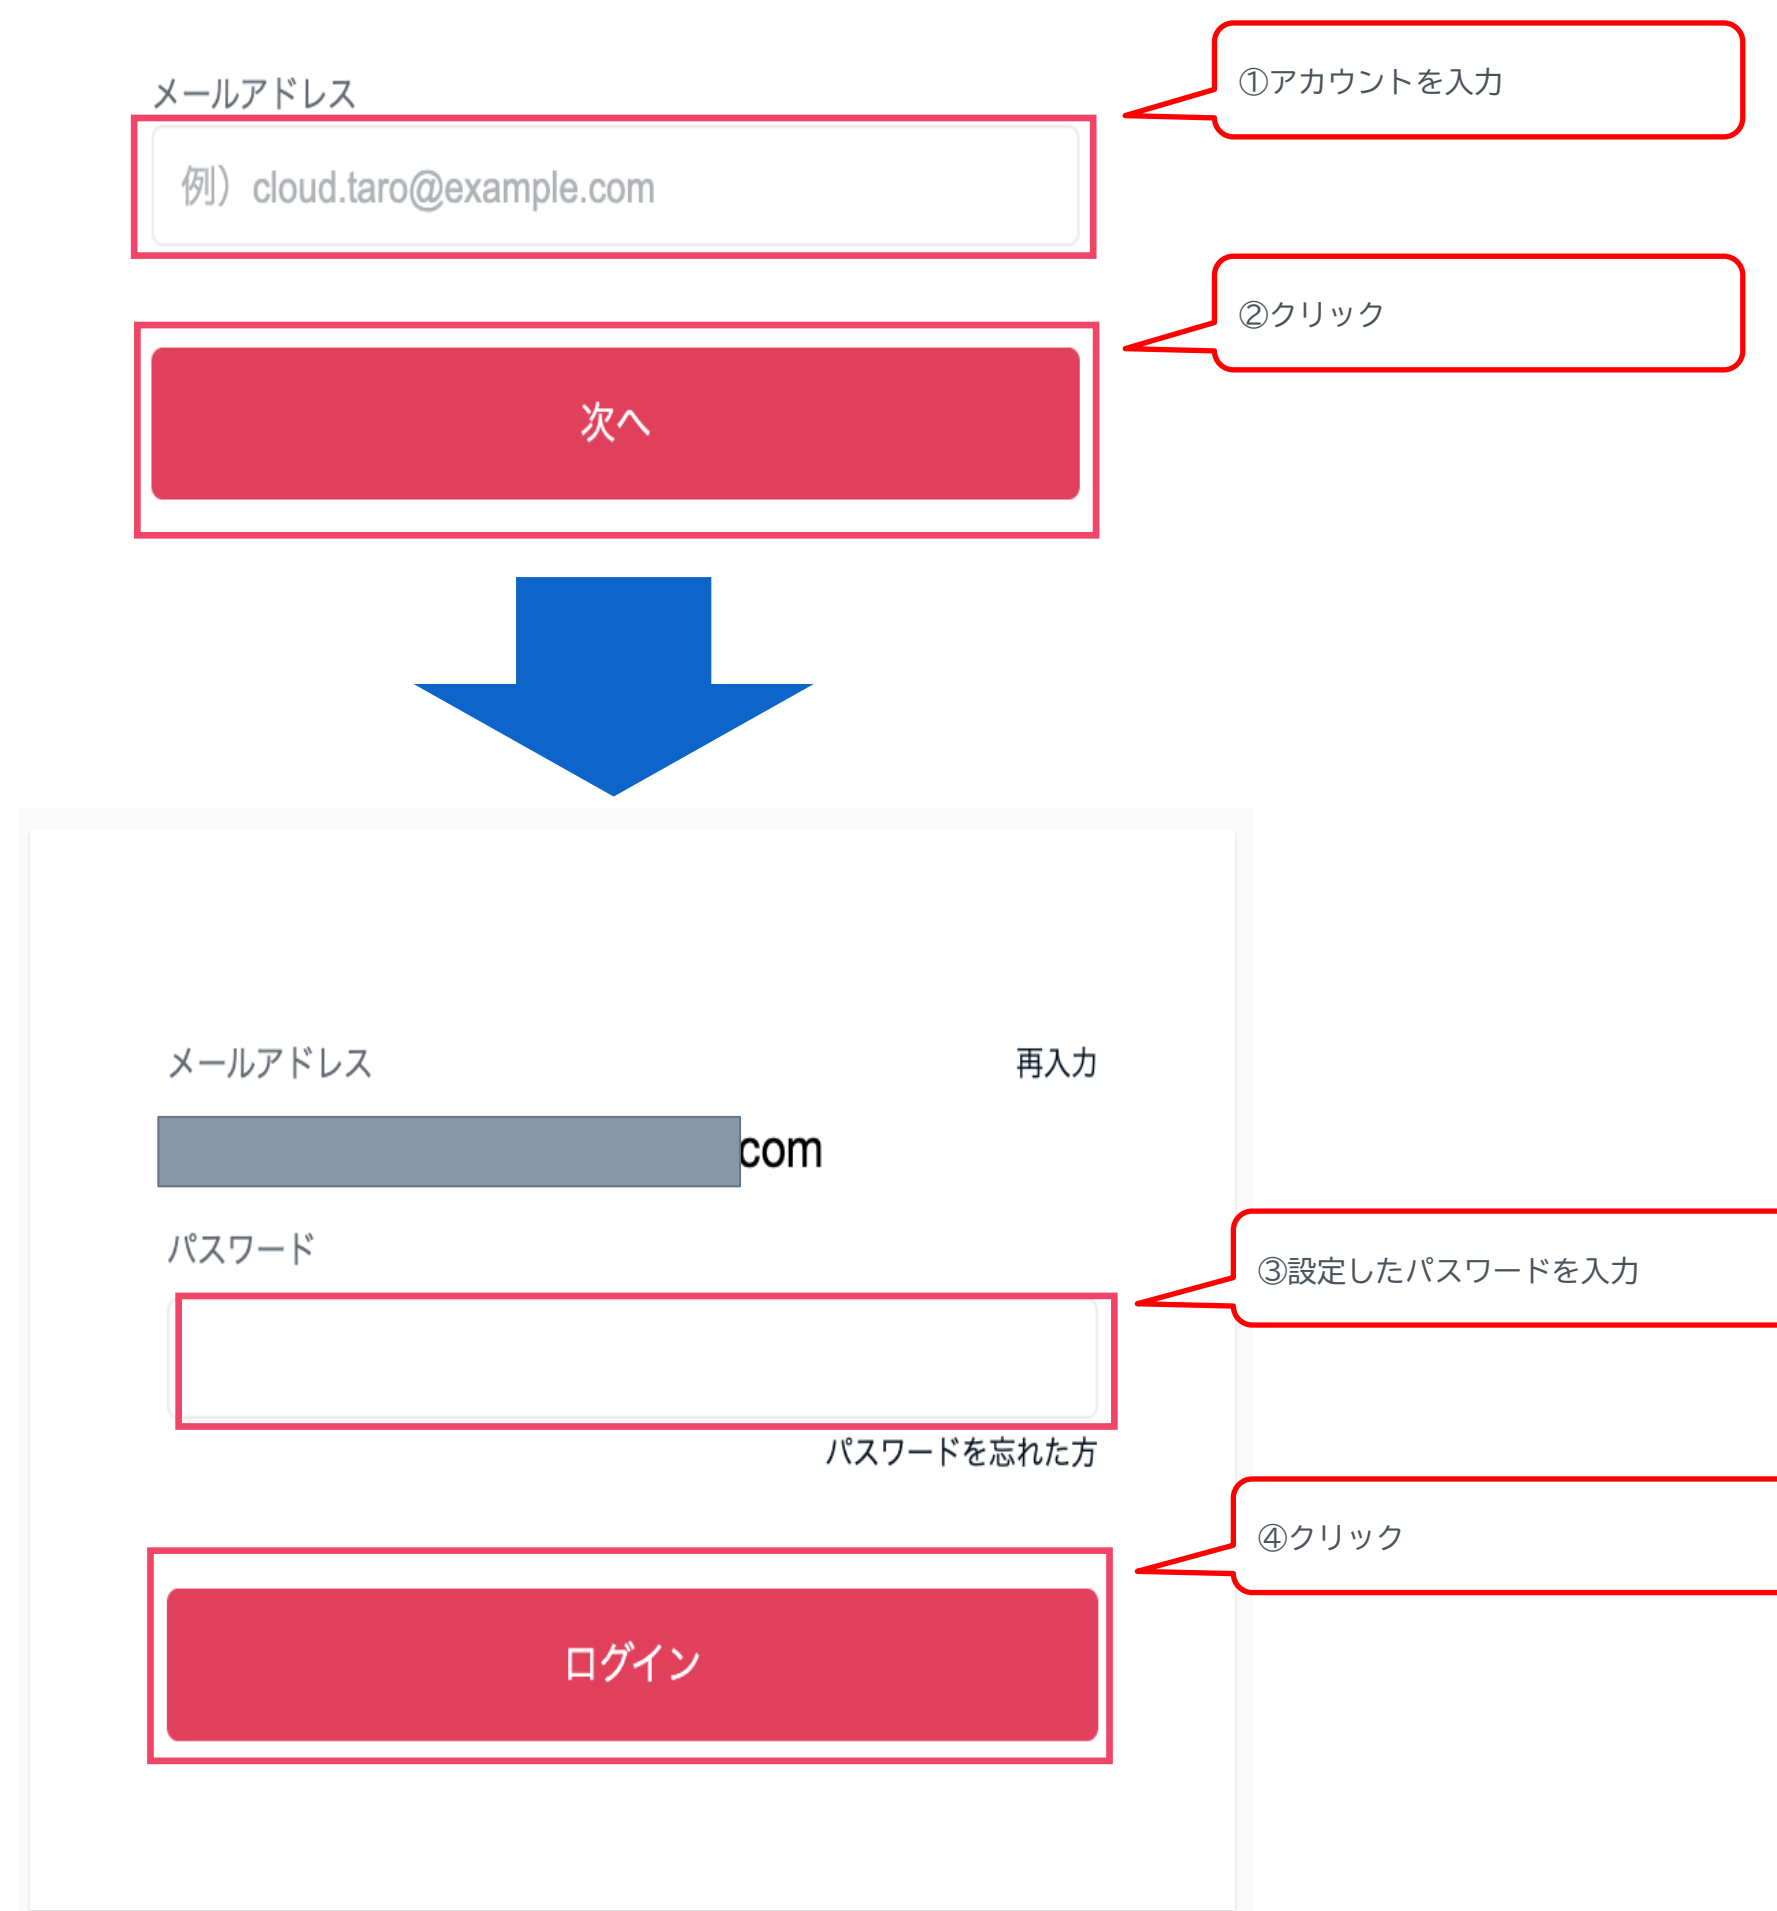 メールアドレス
①アカウントを入力
例）cloud.taro@example.com
②クリック
次へ
メールアドレス
再入力
com
パスワード
③設定したパスワードを入力
パスワードを忘れた方
④クリック
ログイン